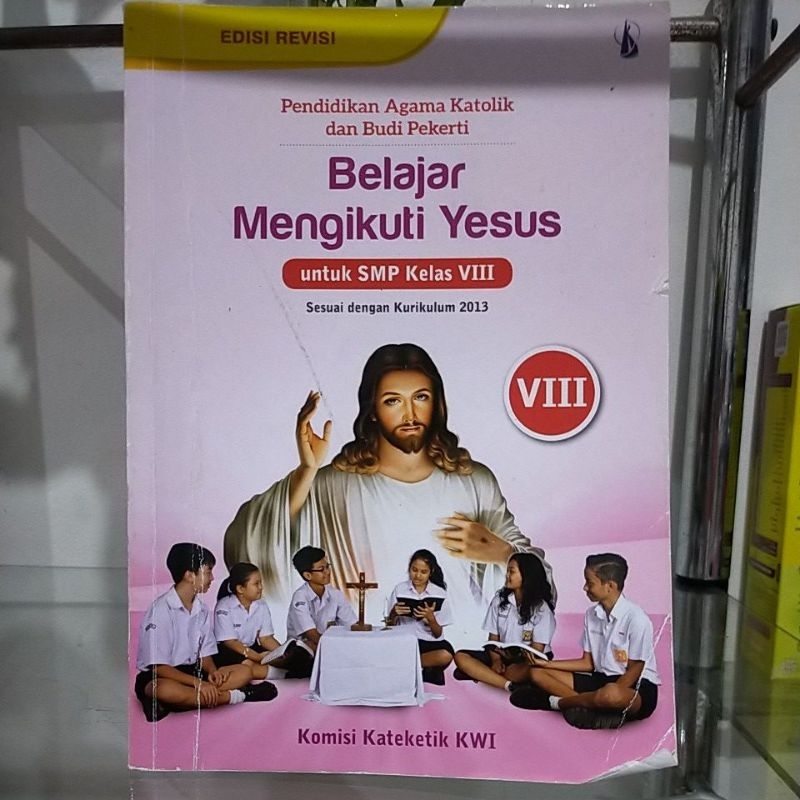 EDISI REVISI
Pendidikan Agama Katolik
dan Budi Pekerti
Belajar
Mengikuti Yesus
untuk SMP Kelas VIII
Sesuai dengan Kurikulum 2013
VIII
Komisi Kateketik KWI